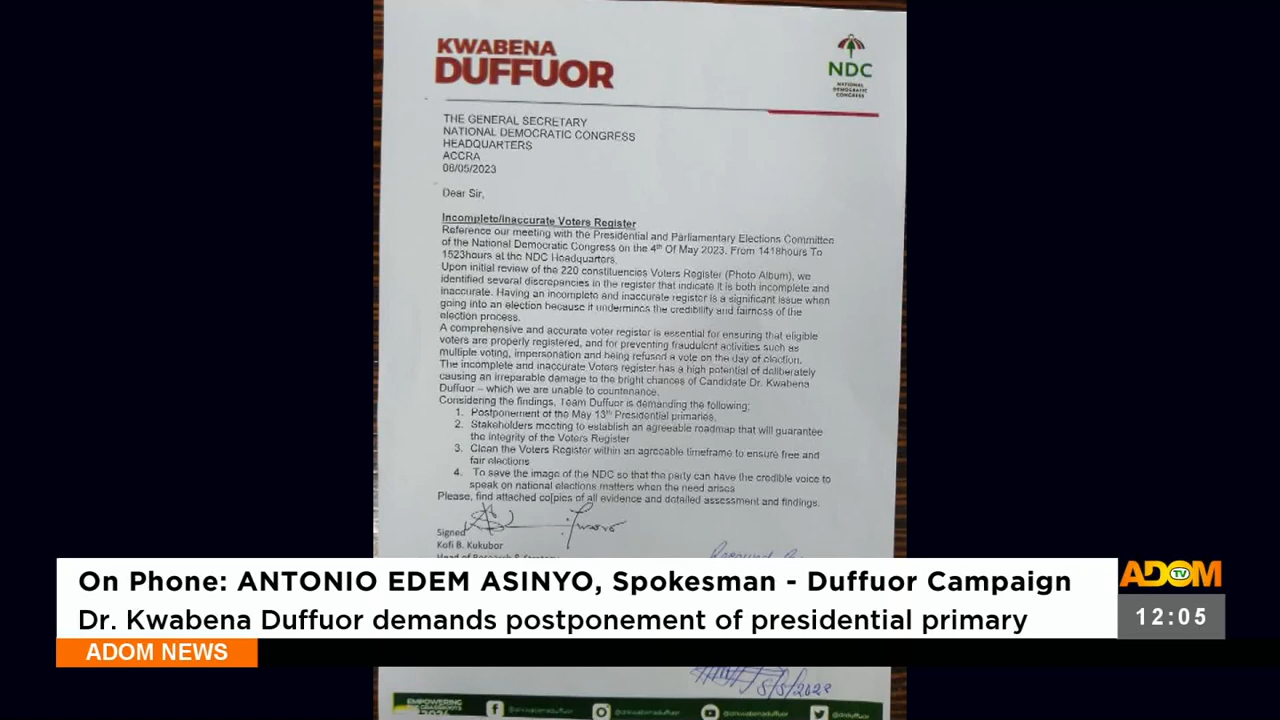 KWABENA
DUFFUOR
NDC
NATIONAL
DEMOCRATIC
CONGRESS
THE GENERAL SECRETARY
NATIONAL DEMOCRATIC CONGRESS
HEADQUARTERS
ACCRA
08/05/2023
Dear Sir,
Incomplete/Inaccurate Voters Register
Reference our meeting with the Presidential and Parliamentary Elections Committee
of the National Democratic Congress on the 4th Of May 2023. From 1418hours To
1523hours at the NDC Headquarters.
Upon initial review of the 220 constituencies Voters Register (Photo Album), we
identified several discrepancies in the register that indicate it is both incomplete and
inaccurate. Having an incomplete and inaccurate register is a significant issue when
going into an election because it undermines the credibility and fairness of the
election process.
A comprehensive and accurate voter register is essential for ensuring that eligible
voters are properly registered, and for preventing fraudulent activities such as
multiple voting, impersonation and being refused a vote on the day of election.
The incomplete and inaccurate Voters register has a high potential of deliberately
causing an irreparable damage to the bright chances of Candidate Dr. Kwabena
Duffuor – which we are unable to countenance.
Considering the findings, Team Duffuor is demanding the following;
1. Postponement of the May 13th Presidential primaries.
2. Stakeholders meeting to establish an agreeable roadmap that will guarantee
the integrity of the Voters Register
3. Clean the Voters Register within an agreeable timeframe to ensure free and
fair elections
4. To save the image of the NDC so that the party can have the credible voice to
speak on national elections matters when the need arises
Please, find attached co[pies of all evidence and detailed assessment and findings.
Signed
Kofi B. Kukubor
On Phone: ANTONIO EDEM ASINYO, Spokesman - Duffuor Campaign
Dr. Kwabena Duffuor demands postponement of presidential primary
ADOM NEWS
ADOM TV
12:05
8/5/2023
EMPOWERING